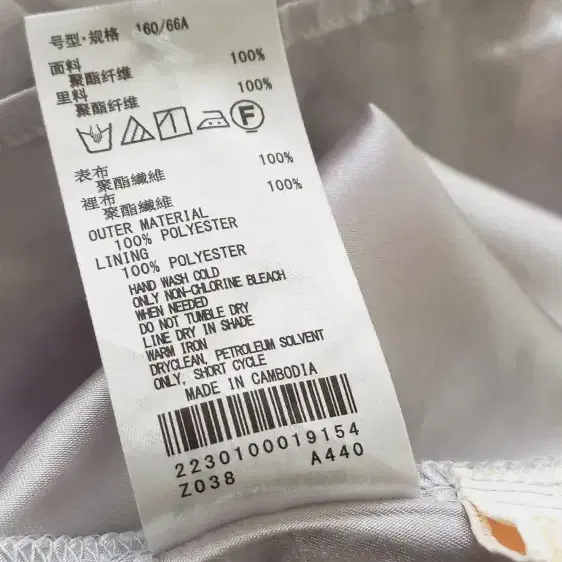 号型·规格 160/66A
面料 100%
聚酯纤维
里料 100%
聚酯纤维
F
表布 100%
聚酯纖維
裡布 100%
聚酯纖維
OUTER MATERIAL
100% POLYESTER
LINING
100% POLYESTER
HAND WASH COLD
ONLY NON-CHLORINE BLEACH
WHEN NEEDED
DO NOT TUMBLE DRY
LINE DRY IN SHADE
WARM IRON
DRYCLEAN, PETROLEUM SOLVENT
ONLY, SHORT CYCLE
MADE IN CAMBODIA
2230100019154
Z038 A440